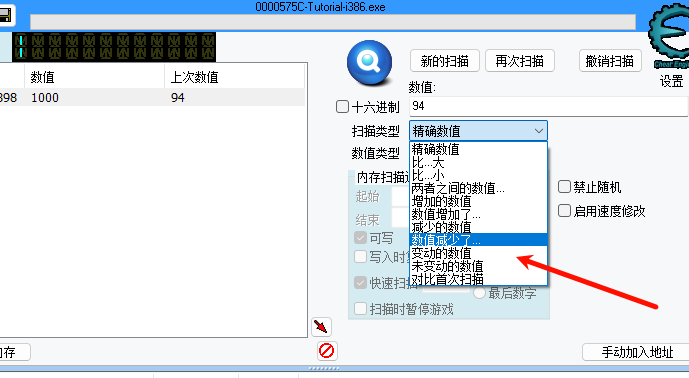 0000575C-Tutorial-i386.exe
Cheat Engine
新的扫描 再次扫描 撤销扫描
设置
数值 上次数值
数值:
398 1000 94
十六进制 94
扫描类型 精确数值
数值类型
精确数值
比...大
比...小
两者之间的数值...
增加的数值
数值增加了...
减少的数值
数值减少了...
变动的数值
未变动的数值
对比首次扫描
内存扫描
起始
结束
可写
写入时
快速扫描
最后数字
扫描时暂停游戏
禁止随机
启用速度修改
内存
手动加入地址